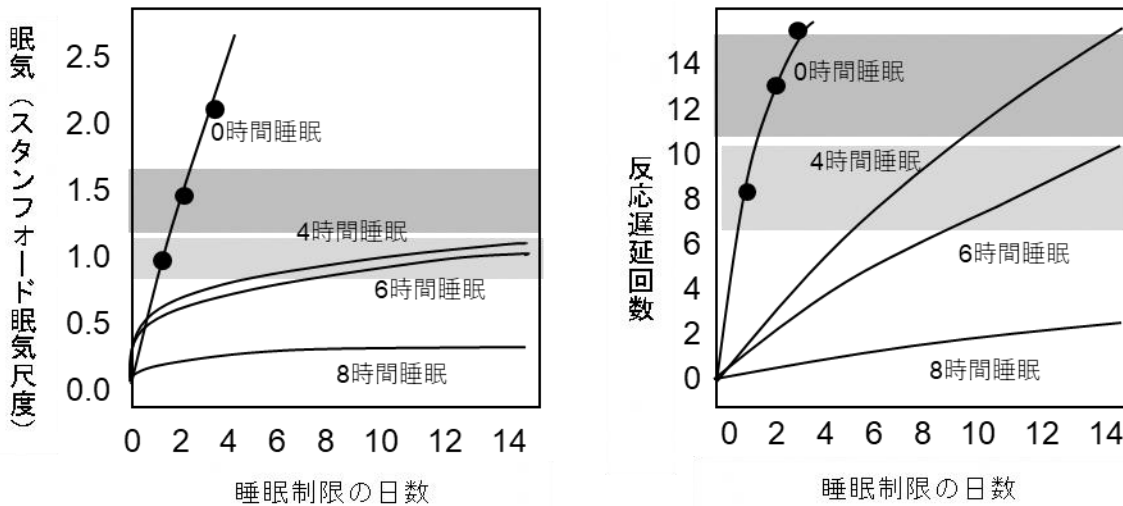 眠気（スタンフォード眠気尺度）
2.5
2.0
1.5
1.0
0.5
0.0
0時間睡眠
4時間睡眠
6時間睡眠
8時間睡眠
0 2 4 6 8 10 12 14
睡眠制限の日数
反応遅延回数
14
12
10
8
6
4
2
0
0時間睡眠
4時間睡眠
6時間睡眠
8時間睡眠
0 2 4 6 8 10 12 14
睡眠制限の日数